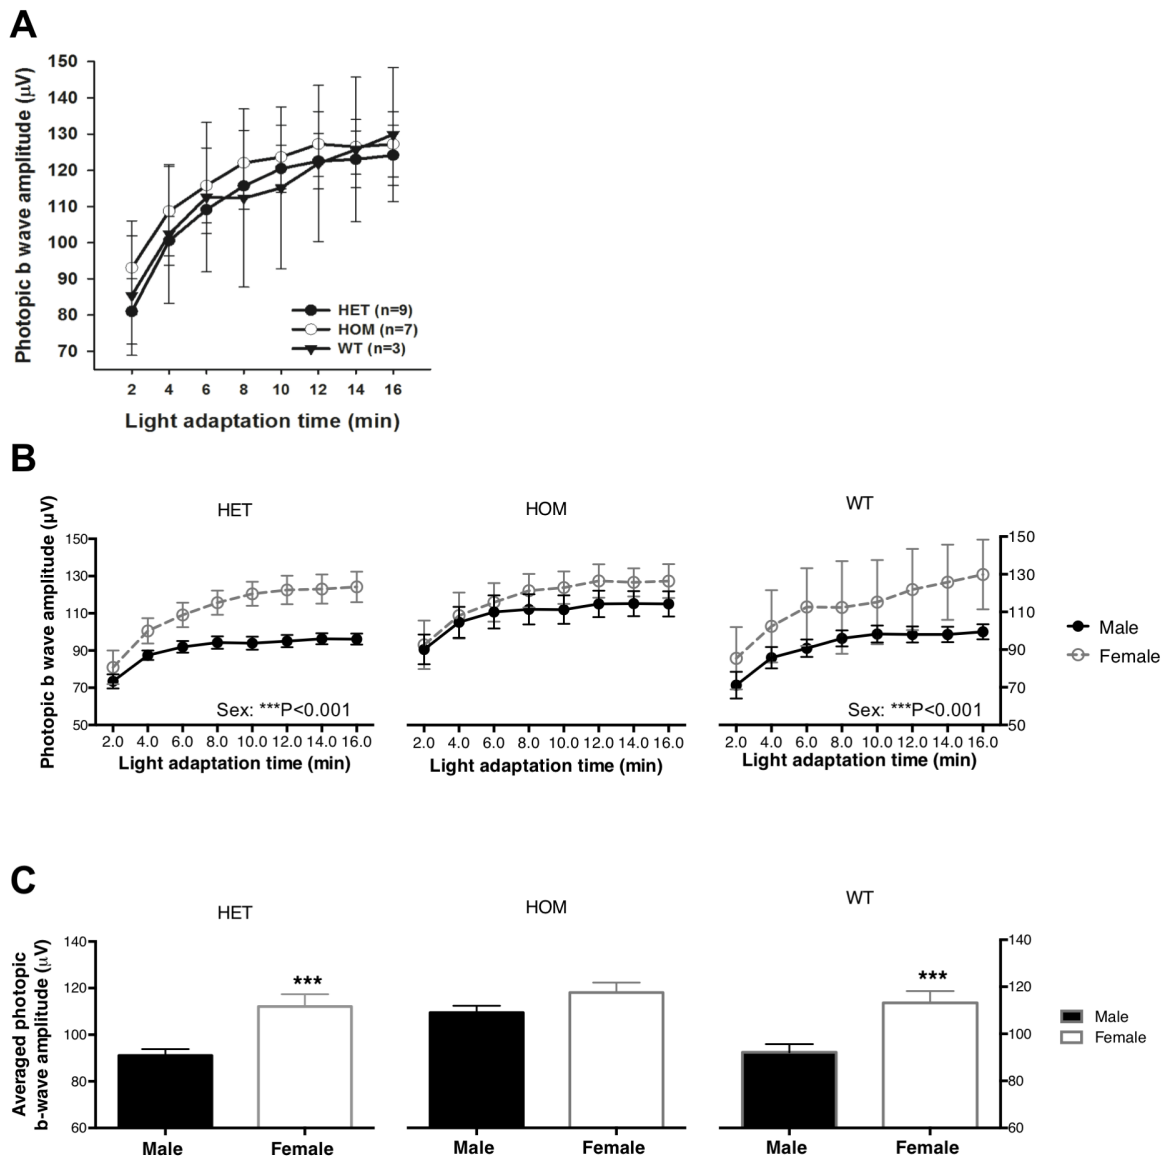 A
Photopic b wave amplitude (µV)
150
140
130
120
110
100
90
80
70
HET (n=9)
HOM (n=7)
WT (n=3)
2 4 6 8 10 12 14 16
Light adaptation time (min)
B
HET
HOM
WT
Photopic b wave amplitude (µV)
150
130
110
90
70
50
Sex: ***P<0.001
2.0 4.0 6.0 8.0 10.0 12.0 14.0 16.0
Light adaptation time (min)
2.0 4.0 6.0 8.0 10.0 12.0 14.0 16.0
Light adaptation time (min)
Sex: ***P<0.001
2.0 4.0 6.0 8.0 10.0 12.0 14.0 16.0
Light adaptation time (min)
150
130
110
90
70
50
Male
Female
C
HET
HOM
WT
Averaged photopic
b-wave amplitude (µV)
140
120
100
80
60
***
Male Female
Male Female
***
Male Female
140
120
100
80
60
Male
Female